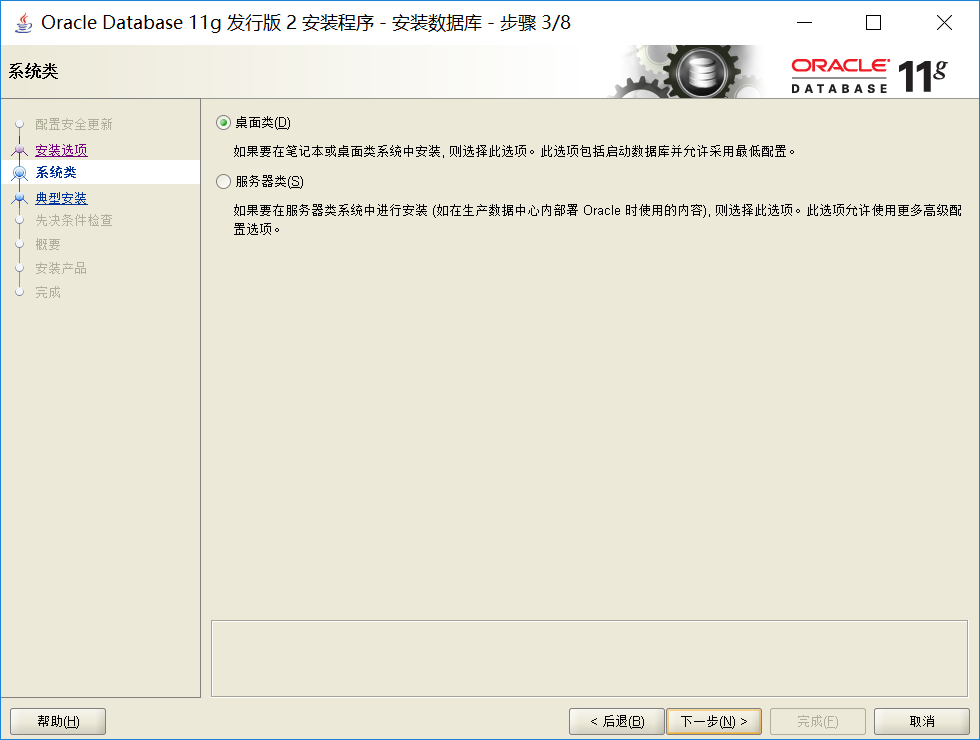 Oracle Database 11g 发行版 2 安装程序 - 安装数据库 - 步骤 3/8
系统类
ORACLE
DATABASE
11g
配置安全更新
安装选项
系统类
典型安装
先决条件检查
概要
安装产品
完成
桌面类(D)
如果要在笔记本或桌面类系统中安装, 则选择此选项。此选项包括启动数据库并允许采用最低配置。
服务器类(S)
如果要在服务器类系统中进行安装 (如在生产数据中心内部署 Oracle 时使用的内容), 则选择此选项。此选项允许使用更多高级配
置选项。
帮助(H)
< 后退(B)
下一步(N) >
完成(F)
取消